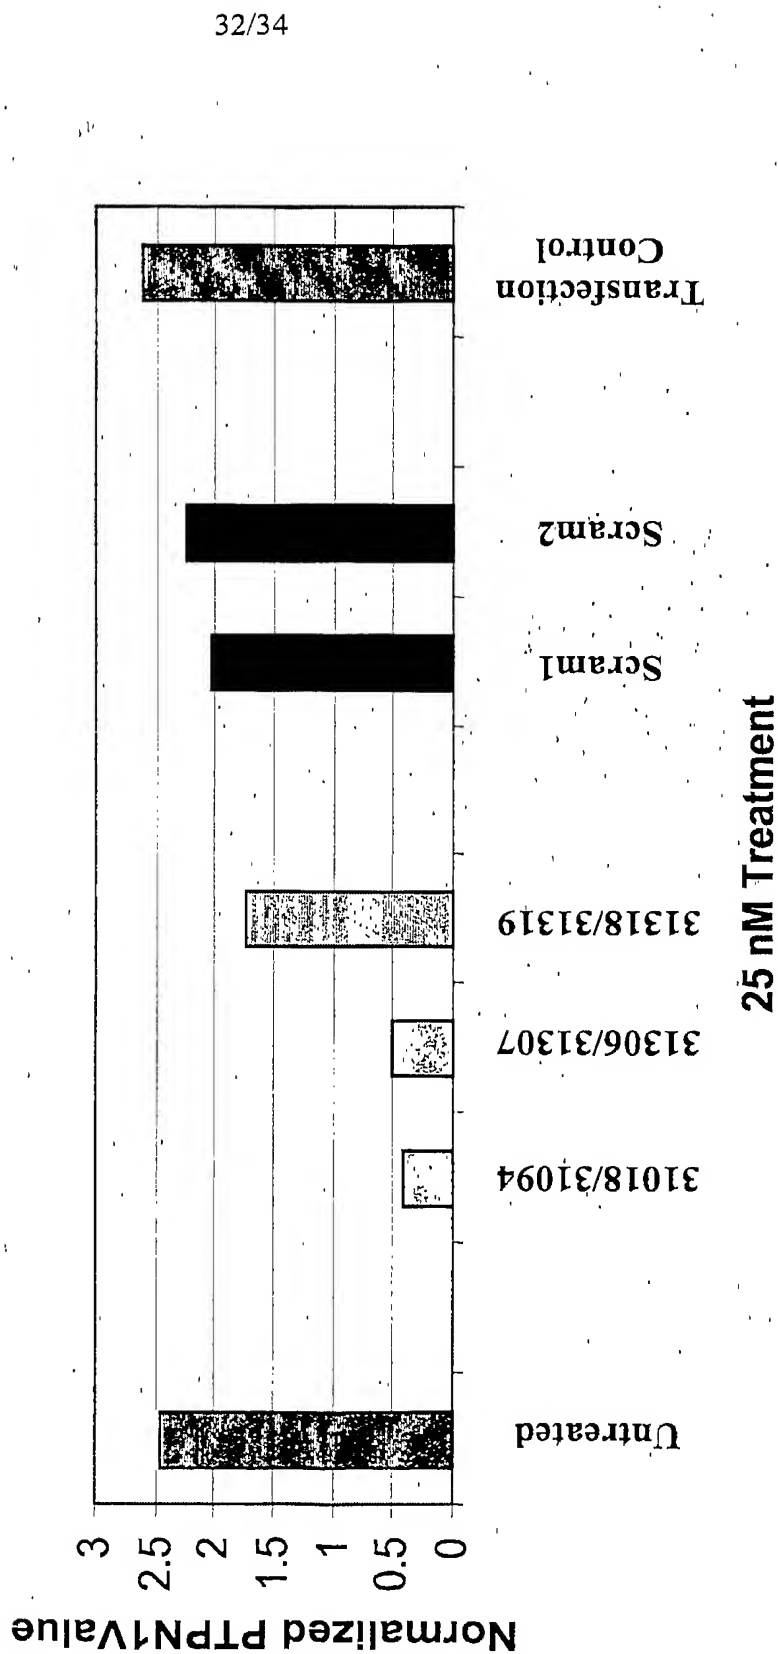 32/34
Normalized PTPN1Value
3
2.5
2
1.5
1
0.5
0
Untreated
31018/31094
31306/31307
31318/31319
Scram1
Scram2
Transfection
Control
25 nM Treatment